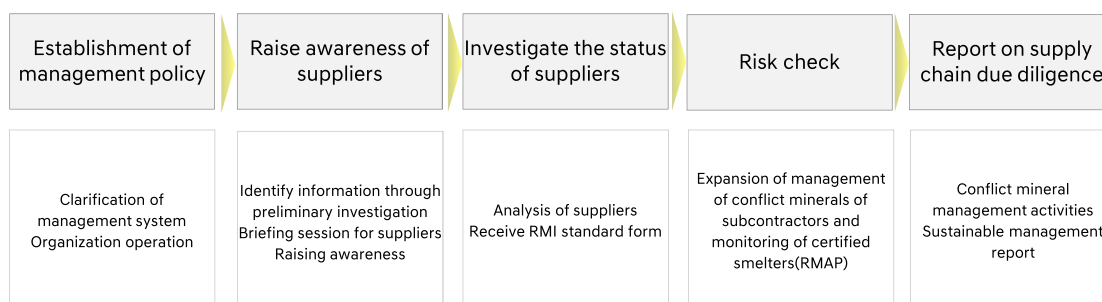 Establishment of
management policy
Raise awareness of
suppliers
Investigate the status
of suppliers
Risk check
Report on supply
chain due diligence
Clarification of
management system
Organization operation
Identify information through
preliminary investigation
Briefing session for suppliers
Raising awareness
Analysis of suppliers
Receive RMI standard form
Expansion of management
of conflict minerals of
subcontractors and
monitoring of certified
smelters(RMAP)
Conflict mineral
management activities
Sustainable management
report